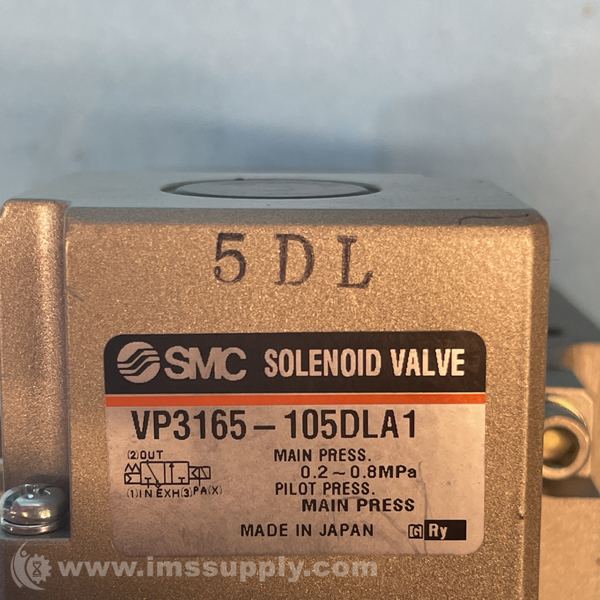 5DL
SMC SOLENOID VALVE
VP3165-105DLA1
(2)OUT
(1)IN EXH(3)PA(X)
MAIN PRESS.
0.2~0.8MPa
PILOT PRESS.
MAIN PRESS
MADE IN JAPAN
G Ry
www.imssupply.com